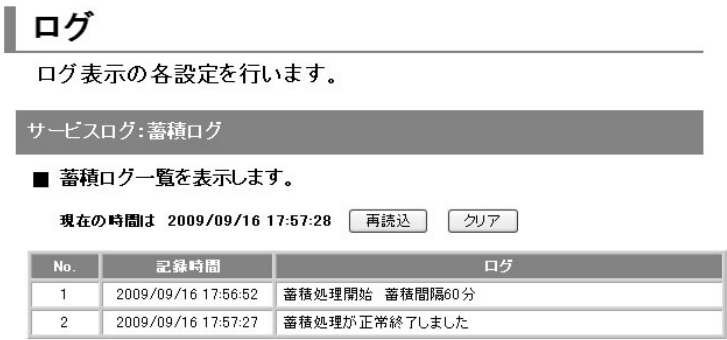 ログ
ログ表示の各設定を行います。
サービスログ:蓄積ログ
■ 蓄積ログ一覧を表示します。
現在の時間は 2009/09/16 17:57:28 再読込 クリア
No. 記録時間 ログ
1 2009/09/16 17:56:52 蓄積処理開始 蓄積間隔60分
2 2009/09/16 17:57:27 蓄積処理が正常終了しました